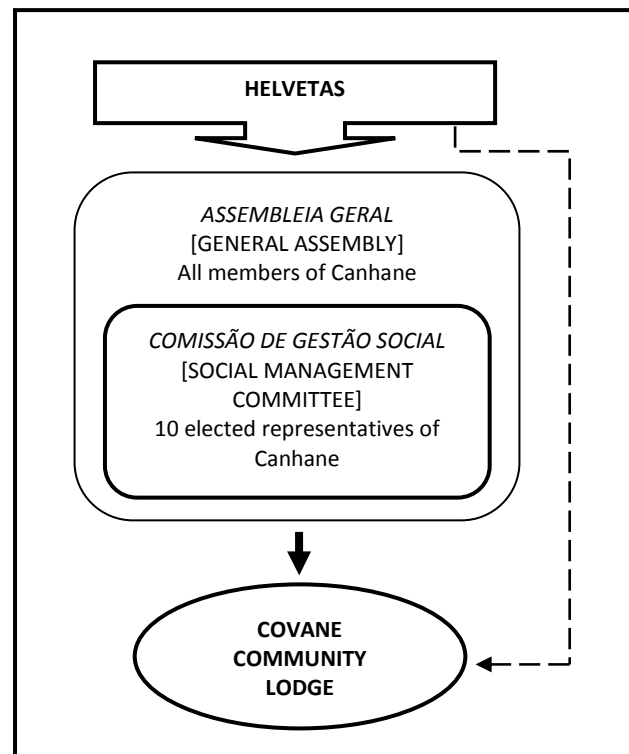 HELVETAS
ASSEMBLEIA GERAL
[GENERAL ASSEMBLY]
All members of Canhane
COMISSÃO DE GESTÃO SOCIAL
[SOCIAL MANAGEMENT
COMMITTEE]
10 elected representatives of
Canhane
COVANE
COMMUNITY
LODGE